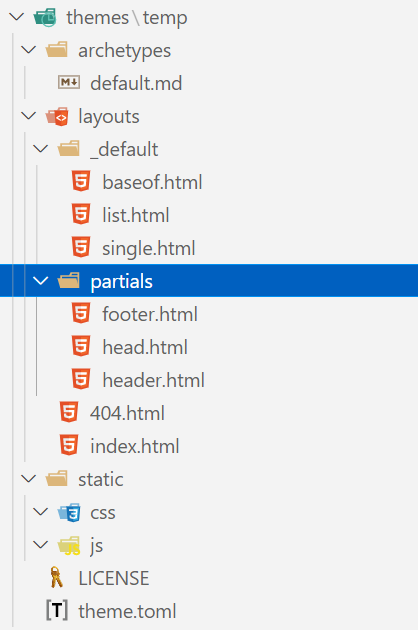 themes\temp
archetypes
default.md
layouts
_default
baseof.html
list.html
single.html
partials
footer.html
head.html
header.html
404.html
index.html
static
css
js
LICENSE
theme.toml